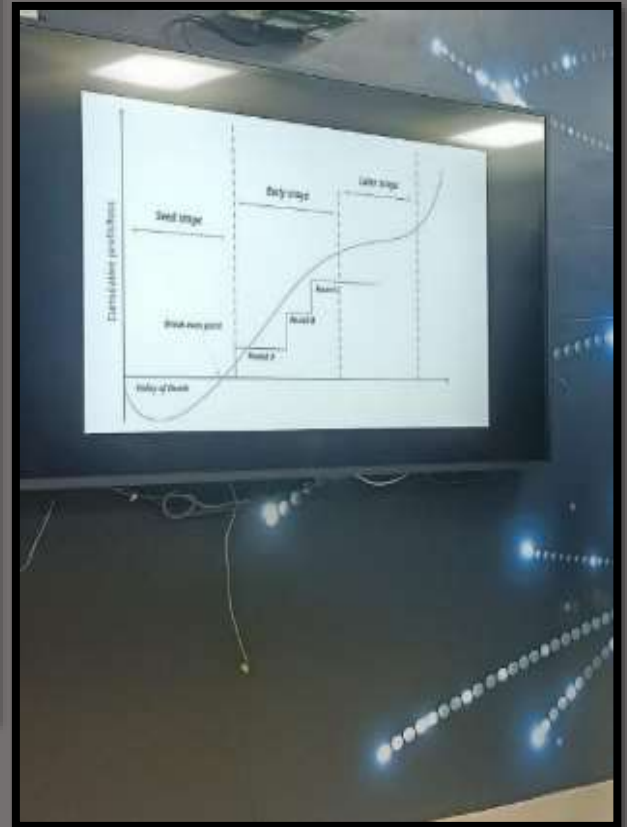 Later stage
Early stage
Seed stage
Cumulative profit/loss
Round C
Round B
Break-even point
Round A
Valley of Death